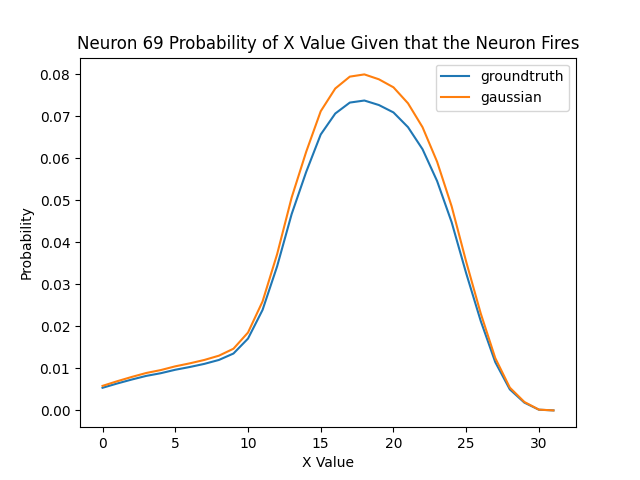 Neuron 69 Probability of X Value Given that the Neuron Fires
groundtruth
gaussian
0.08
0.07
0.06
0.05
0.04
0.03
0.02
0.01
0.00
Probability
0 5 10 15 20 25 30
X Value